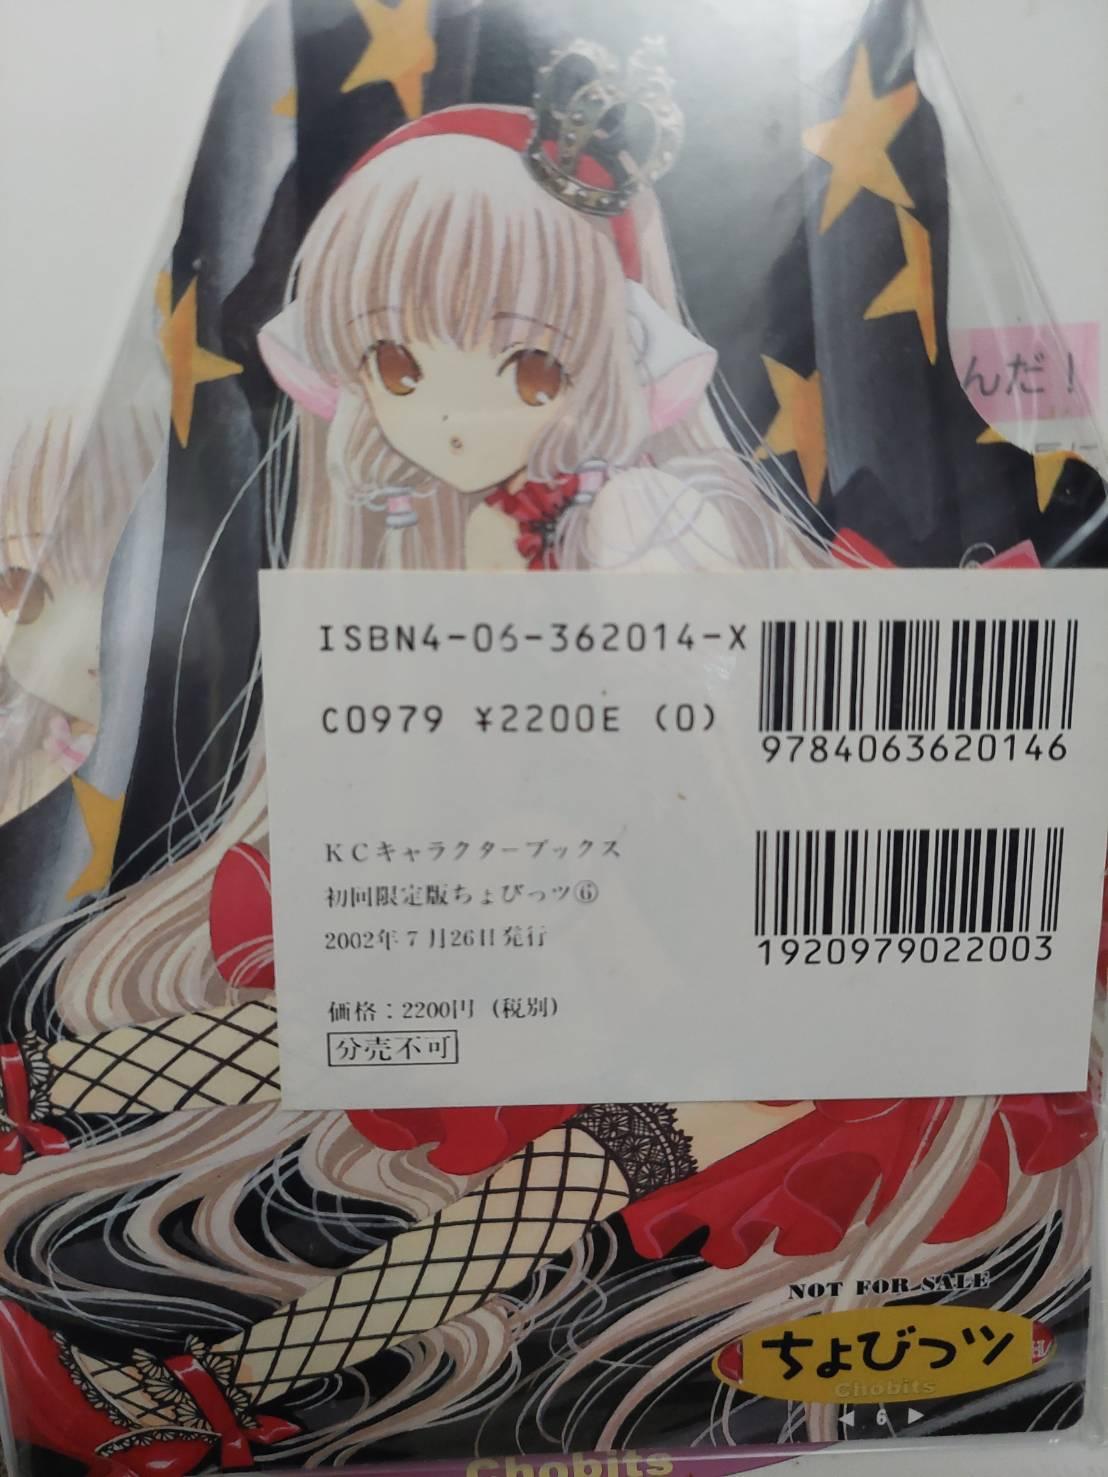 んだ！
ISBN4-06-362014-X
C0979 ¥2200E (0)
9784063620146
KCキャラクターブックス
初回限定版ちょびっツ⑥
2002年7月26日発行
1920979022003
価格：2200円（税別）
分売不可
NOT FOR SALE
ちょびっツ
Chobits
◀ 6 ▶
Chobits